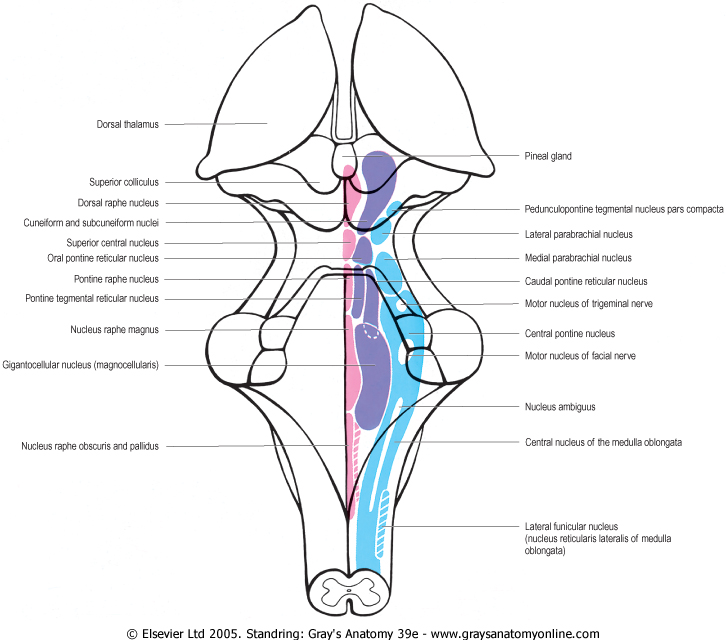 Dorsal thalamus
Superior colliculus
Dorsal raphe nucleus
Cuneiform and subcuneiform nuclei
Superior central nucleus
Oral pontine reticular nucleus
Pontine raphe nucleus
Pontine tegmental reticular nucleus
Nucleus raphe magnus
Gigantocellular nucleus (magnocellularis)
Nucleus raphe obscuris and pallidus
Pineal gland
Pedunculopontine tegmental nucleus pars compacta
Lateral parabrachial nucleus
Medial parabrachial nucleus
Caudal pontine reticular nucleus
Motor nucleus of trigeminal nerve
Central pontine nucleus
Motor nucleus of facial nerve
Nucleus ambiguus
Central nucleus of the medulla oblongata
Lateral funicular nucleus
(nucleus reticularis lateralis of medulla
oblongata)
© Elsevier Ltd 2005. Standring: Gray's Anatomy 39e - www.graysanatomyonline.com